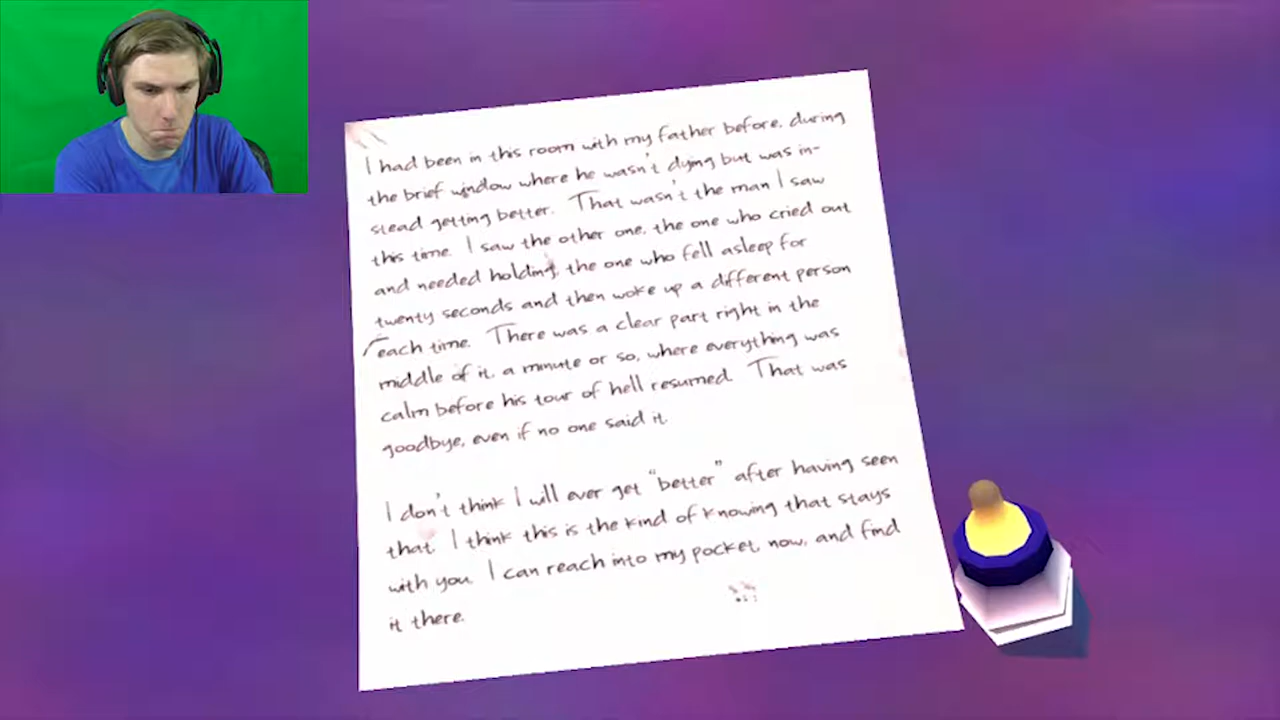 I had been in this room with my father before, during
the brief window where he wasn't dying but was in-
stead getting better. That wasn't the man I saw
this time. I saw the other one, the one who cried out
and needed holding, the one who fell asleep for
twenty seconds and then woke up a different person
each time. There was a clear part right in the
middle of it, a minute or so, where everything was
calm before his tour of hell resumed. That was
goodbye, even if no one said it.
I don't think I will ever get "better" after having seen
that. I think this is the kind of knowing that stays
with you. I can reach into my pocket, now, and find
it there.